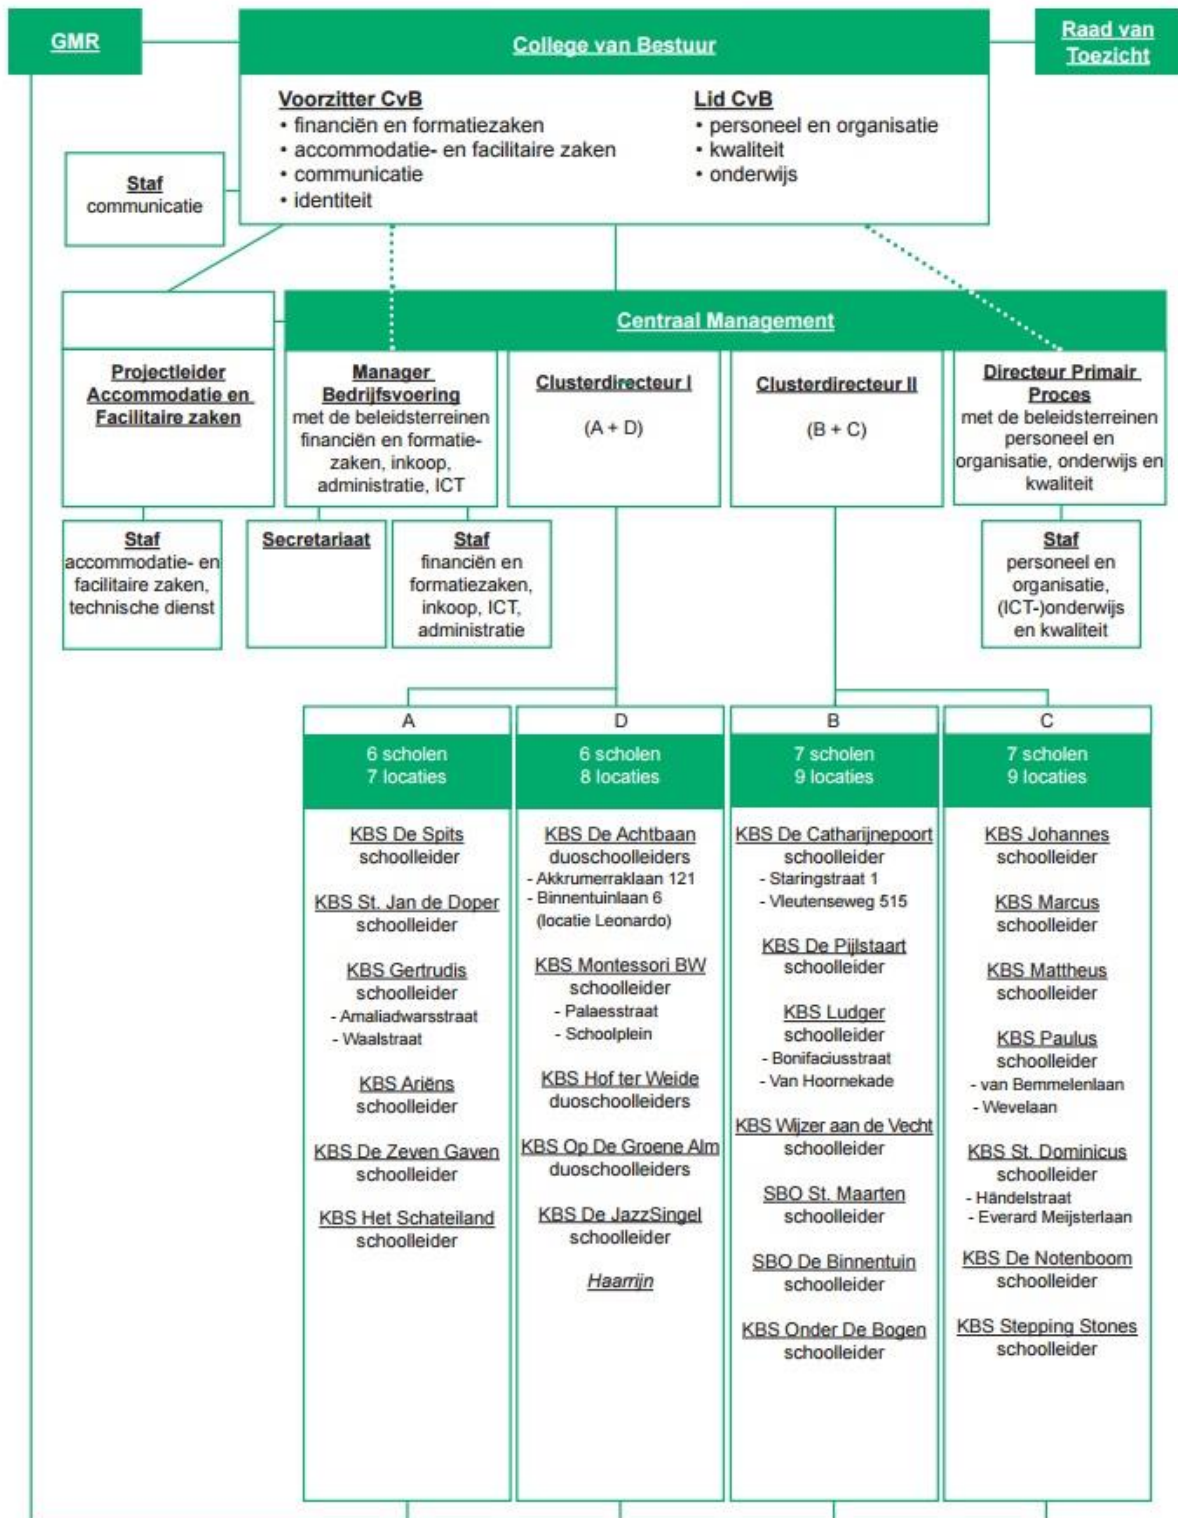 GMR
College van Bestuur
Raad van
Toezicht
Voorzitter CvB
• financiën en formatiezaken
• accommodatie- en facilitaire zaken
• communicatie
• identiteit
Lid CvB
• personeel en organisatie
• kwaliteit
• onderwijs
Staf
communicatie
Centraal Management
Projectleider
Accommodatie en
Facilitaire zaken
Manager
Bedrijfsvoering
met de beleidsterreinen
financiën en formatie-
zaken, inkoop,
administratie, ICT
Clusterdirecteur I
(A + D)
Clusterdirecteur II
(B + C)
Directeur Primair
Proces
met de beleidsterreinen
personeel en
organisatie, onderwijs en
kwaliteit
Staf
accommodatie- en
facilitaire zaken,
technische dienst
Secretariaat
Staf
financiën en
formatiezaken,
inkoop, ICT,
administratie
Staf
personeel en
organisatie,
(ICT-)onderwijs
en kwaliteit
A
6 scholen
7 locaties
KBS De Spits
schoolleider
KBS St. Jan de Doper
schoolleider
KBS Gertrudis
schoolleider
- Amaliadwarsstraat
- Waalstraat
KBS Ariëns
schoolleider
KBS De Zeven Gaven
schoolleider
KBS Het Schateiland
schoolleider
D
6 scholen
8 locaties
KBS De Achtbaan
duoschoolleiders
- Akkrumerraklaan 121
- Binnentuinlaan 6
(locatie Leonardo)
KBS Montessori BW
schoolleider
- Palaesstraat
- Schoolplein
KBS Hof ter Weide
duoschoolleiders
KBS Op De Groene Alm
duoschoolleiders
KBS De JazzSingel
schoolleider
Haarrijn
B
7 scholen
9 locaties
KBS De Catharijnepoort
schoolleider
- Staringstraat 1
- Vleutenseweg 515
KBS De Pijlstaart
schoolleider
KBS Ludger
schoolleider
- Bonifaciusstraat
- Van Hoornekade
KBS Wijzer aan de Vecht
schoolleider
SBO St. Maarten
schoolleider
SBO De Binnentuin
schoolleider
KBS Onder De Bogen
schoolleider
C
7 scholen
9 locaties
KBS Johannes
schoolleider
KBS Marcus
schoolleider
KBS Mattheus
schoolleider
KBS Paulus
schoolleider
- van Bemmelenlaan
- Wevelaan
KBS St. Dominicus
schoolleider
- Händelstraat
- Everard Meijsterlaan
KBS De Notenboom
schoolleider
KBS Stepping Stones
schoolleider